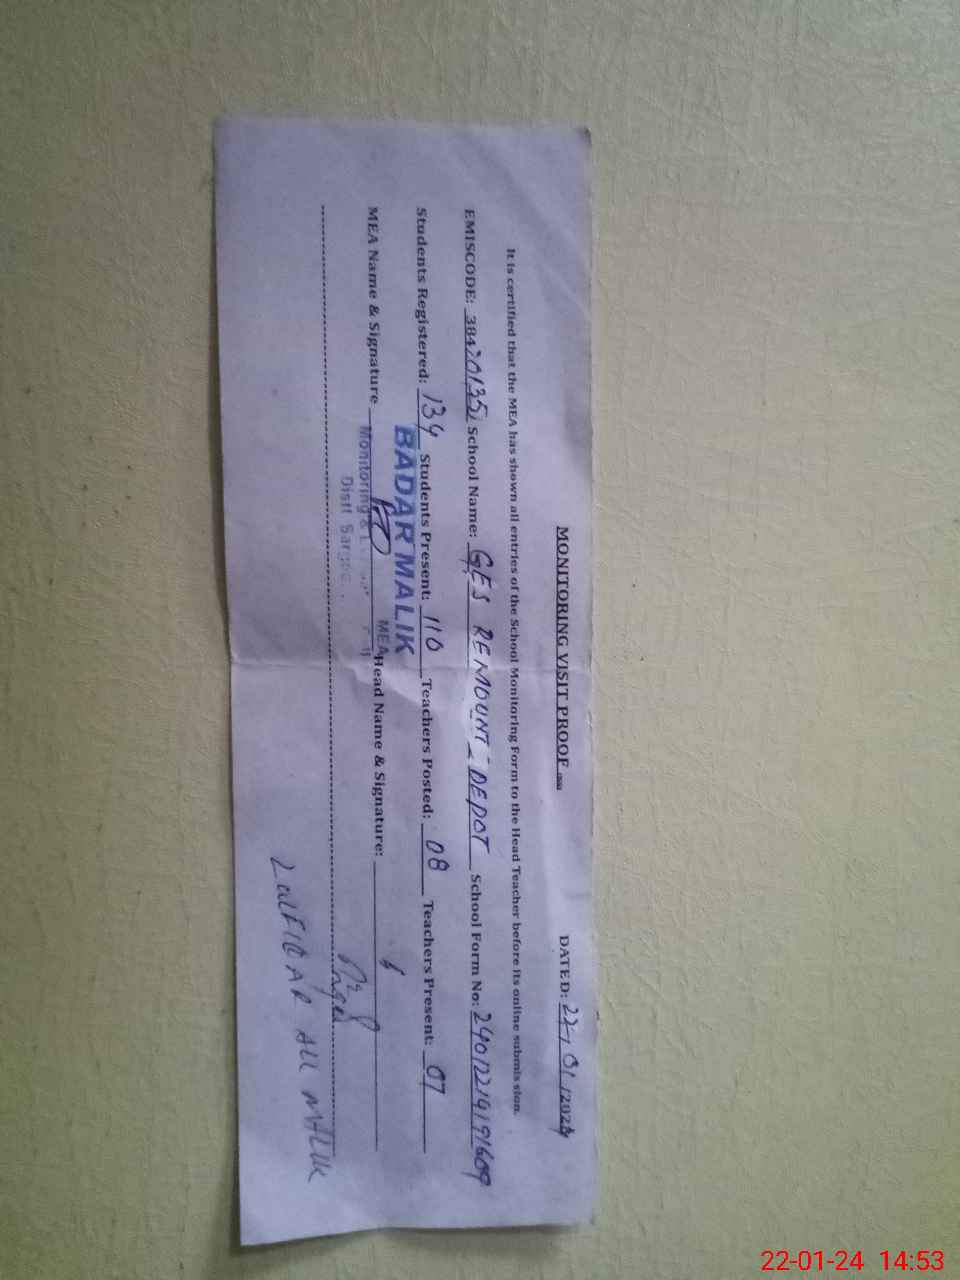 MONITORING VISIT PROOF
DATED: 22/01/2024
It is certified that the MEA has shown all entries of the School Monitoring Form to the Head Teacher before its online submission.
EMISCODE: 38420135 School Name: GES REMOUNT DEPOT School Form No:
Students Registered: 134 Students Present: 110 Teachers Posted: 08 Teachers Present: 07
BADAR MALIK
MEA
MEA Name & Signature Head Name & Signature:
Monitoring &
Distt
ZULFIQAR ALI MALIK
22-01-24 14:53